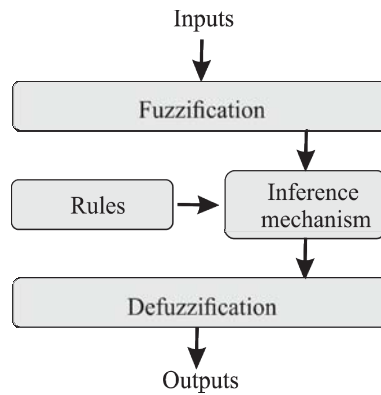 Inputs
Fuzzification
Rules
Inference
mechanism
Defuzzification
Outputs